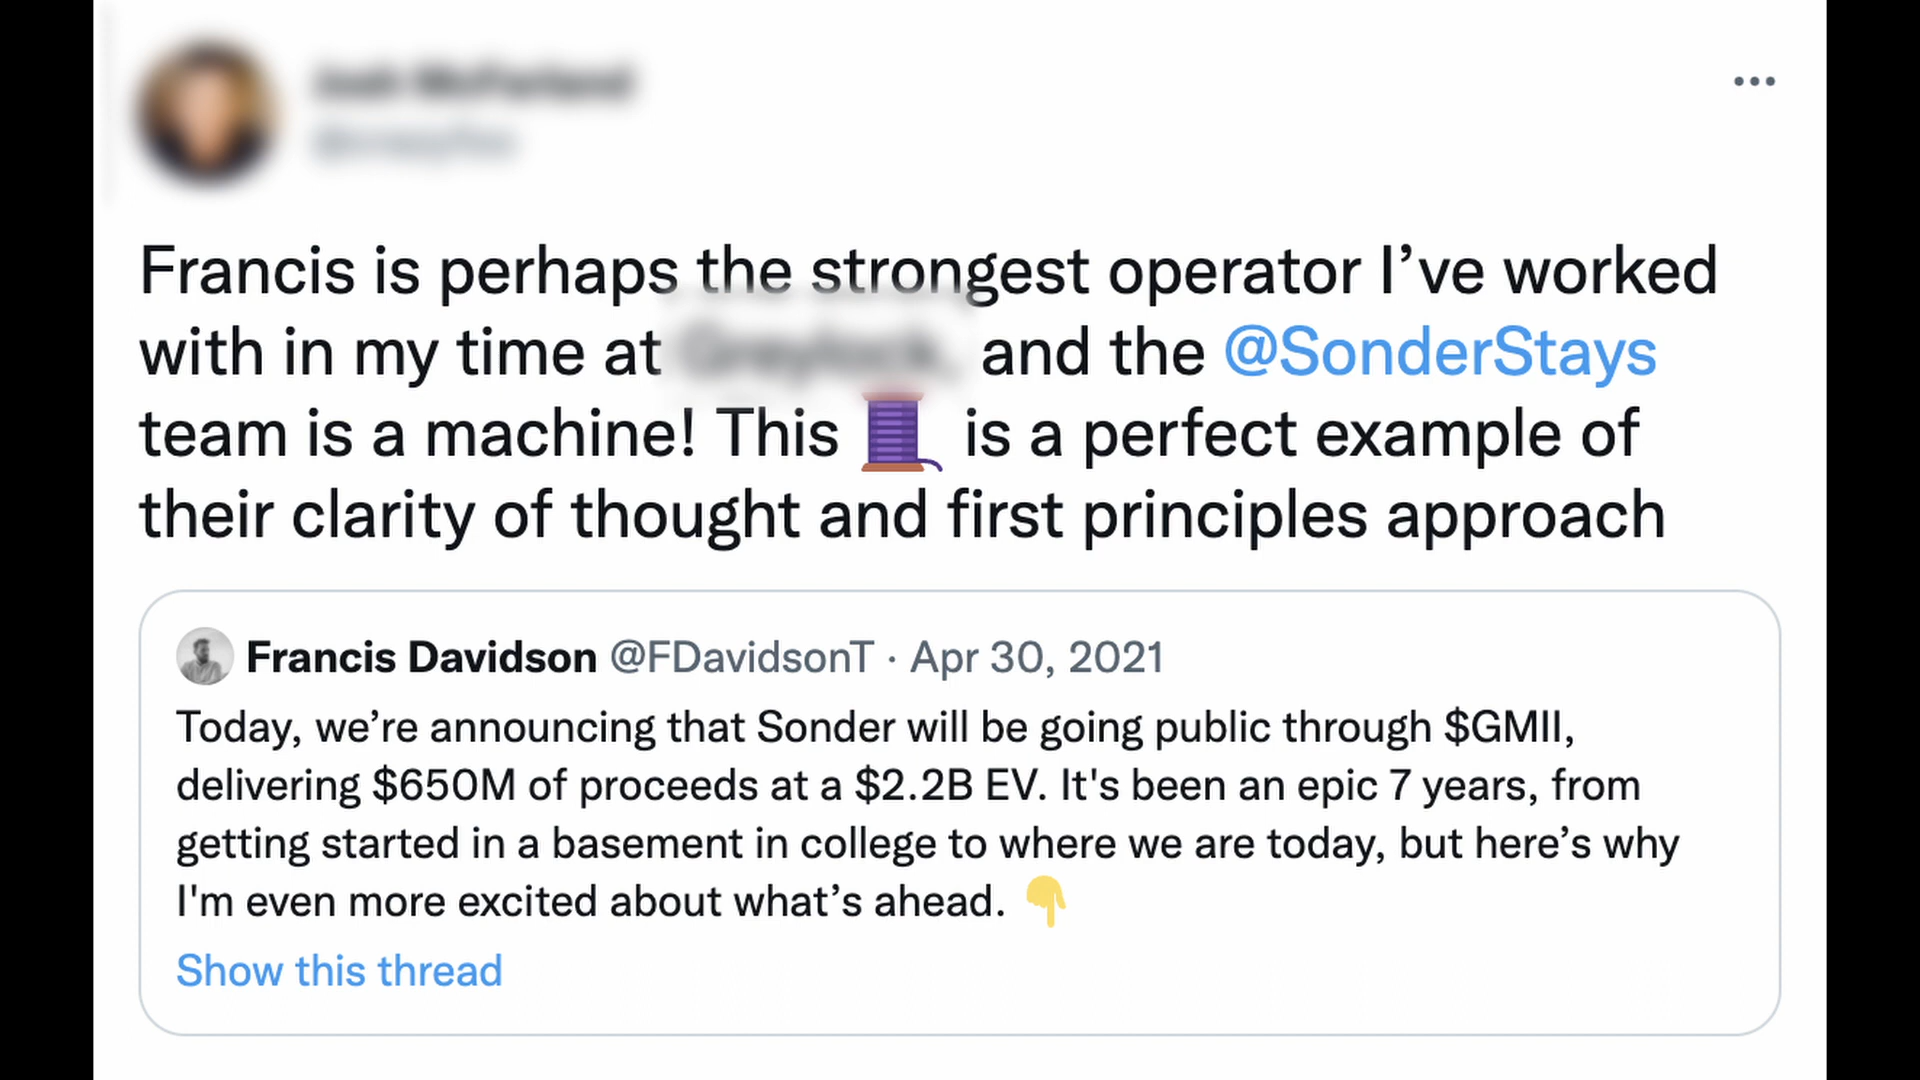 Francis is perhaps the strongest operator I’ve worked
with in my time at and the @SonderStays
team is a machine! This 🧵 is a perfect example of
their clarity of thought and first principles approach
Francis Davidson @FDavidsonT · Apr 30, 2021
Today, we’re announcing that Sonder will be going public through $GMII,
delivering $650M of proceeds at a $2.2B EV. It's been an epic 7 years, from
getting started in a basement in college to where we are today, but here’s why
I'm even more excited about what’s ahead. 👇
Show this thread